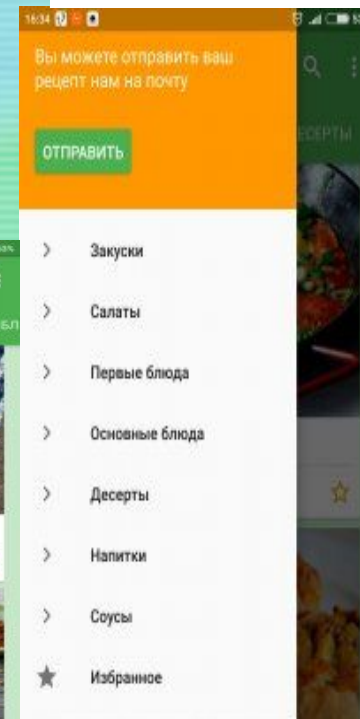 16:34
Вы можете отправить ваш
рецепт нам на почту
ОТПРАВИТЬ
ЕСЕРТЫ
Закуски
Салаты
Первые блюда
Основные блюда
Десерты
Напитки
Соусы
Избранное